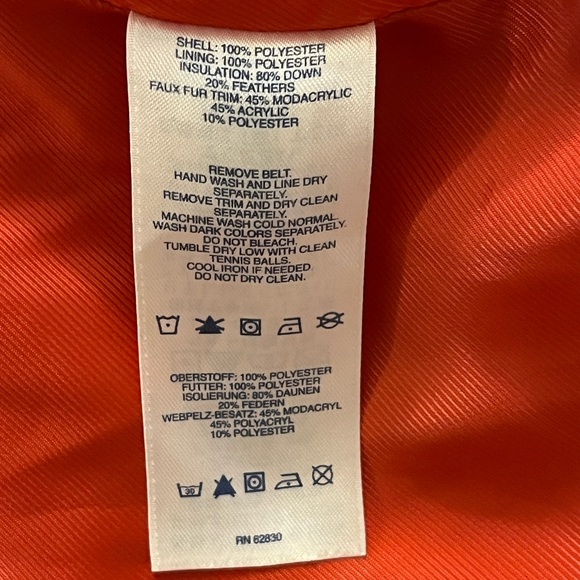 SHELL: 100% POLYESTER
LINING: 100% POLYESTER
INSULATION: 80% DOWN
20% FEATHERS
FAUX FUR TRIM: 45% MODACRYLIC
45% ACRYLIC
10% POLYESTER
REMOVE BELT.
HAND WASH AND LINE DRY
SEPARATELY.
REMOVE TRIM AND DRY CLEAN
SEPARATELY.
MACHINE WASH COLD NORMAL.
WASH DARK COLORS SEPARATELY.
DO NOT BLEACH.
TUMBLE DRY LOW WITH CLEAN
TENNIS BALLS.
COOL IRON IF NEEDED.
DO NOT DRY CLEAN.
OBERSTOFF: 100% POLYESTER
FUTTER: 100% POLYESTER
ISOLIERUNG: 80% DAUNEN
20% FEDERN
WEBPELZ-BESATZ: 45% MODACRYL
45% POLYACRYL
10% POLYESTER
30
RN 62830